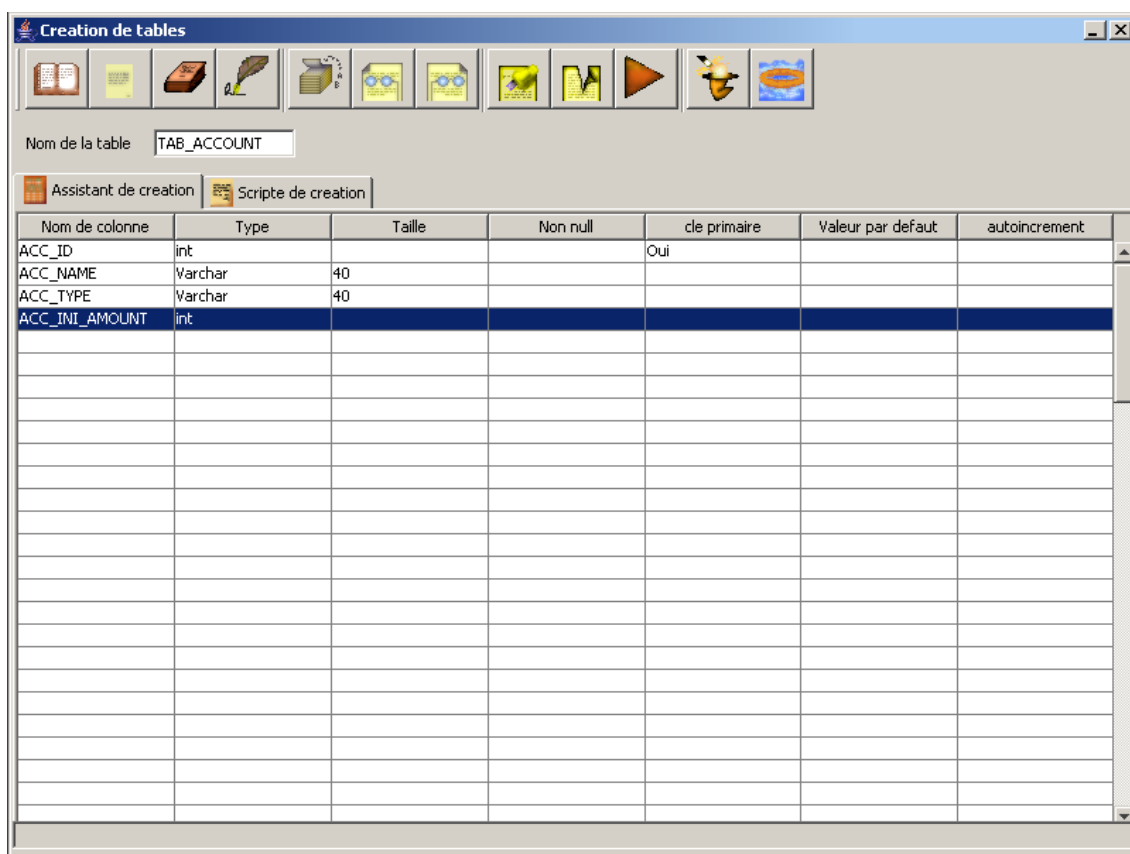 Creation de tables
Nom de la table TAB_ACCOUNT
Assistant de creation Scripte de creation
Nom de colonne Type Taille Non null cle primaire Valeur par defaut autoincrement
ACC_ID int Oui
ACC_NAME Varchar 40
ACC_TYPE Varchar 40
ACC_INI_AMOUNT int